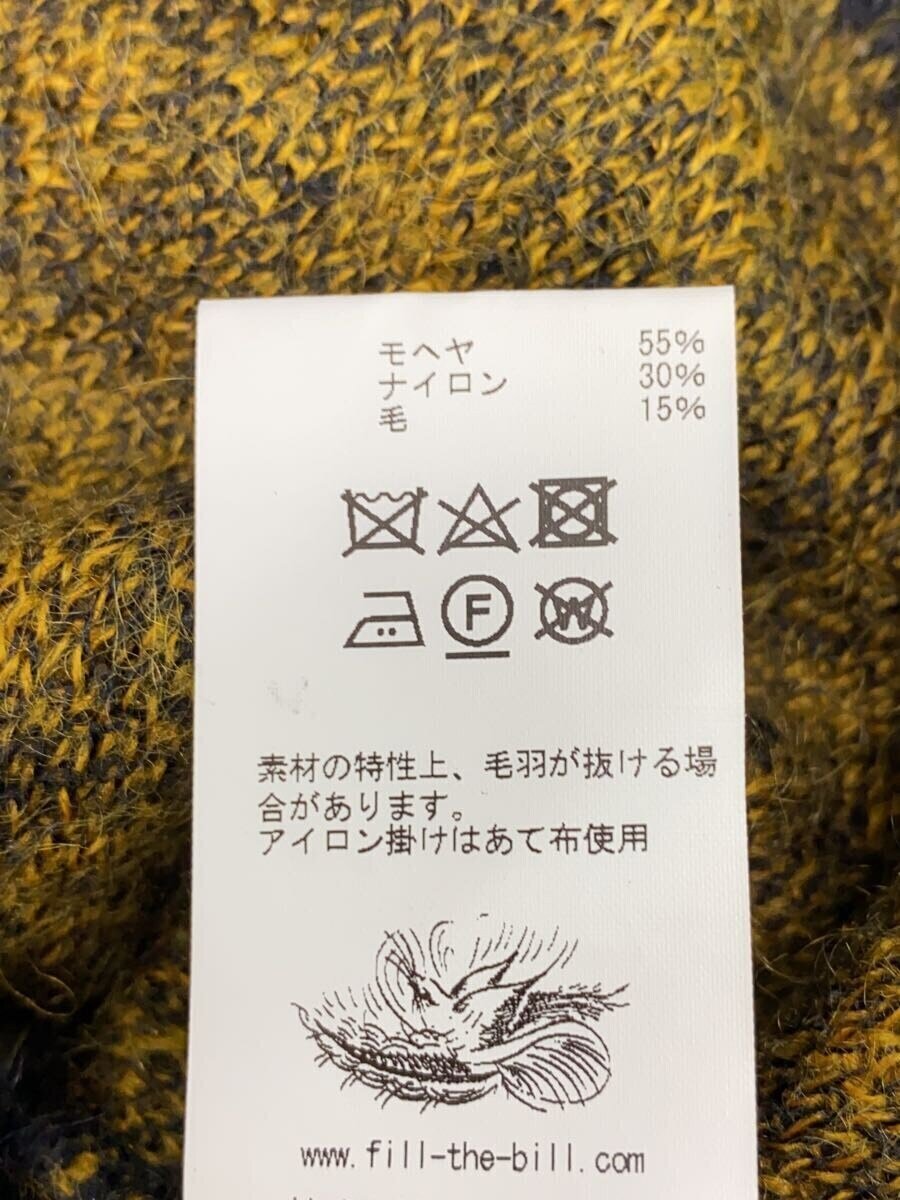 モヘヤ 55%
ナイロン 30%
毛 15%
F
W
素材の特性上、毛羽が抜ける場
合があります。
アイロン掛けはあて布使用
www.fill-the-bill.com